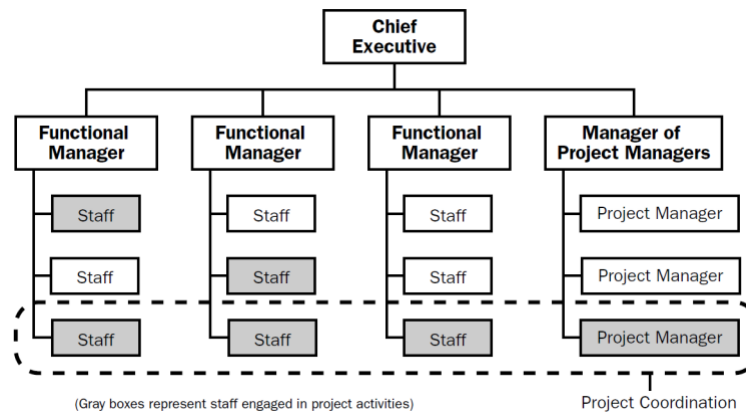 Chief
Executive
Functional
Manager
Functional
Manager
Functional
Manager
Manager of
Project Managers
Staff
Staff
Staff
Project Manager
Staff
Staff
Staff
Project Manager
Staff
Staff
Staff
Project Manager
(Gray boxes represent staff engaged in project activities)
Project Coordination